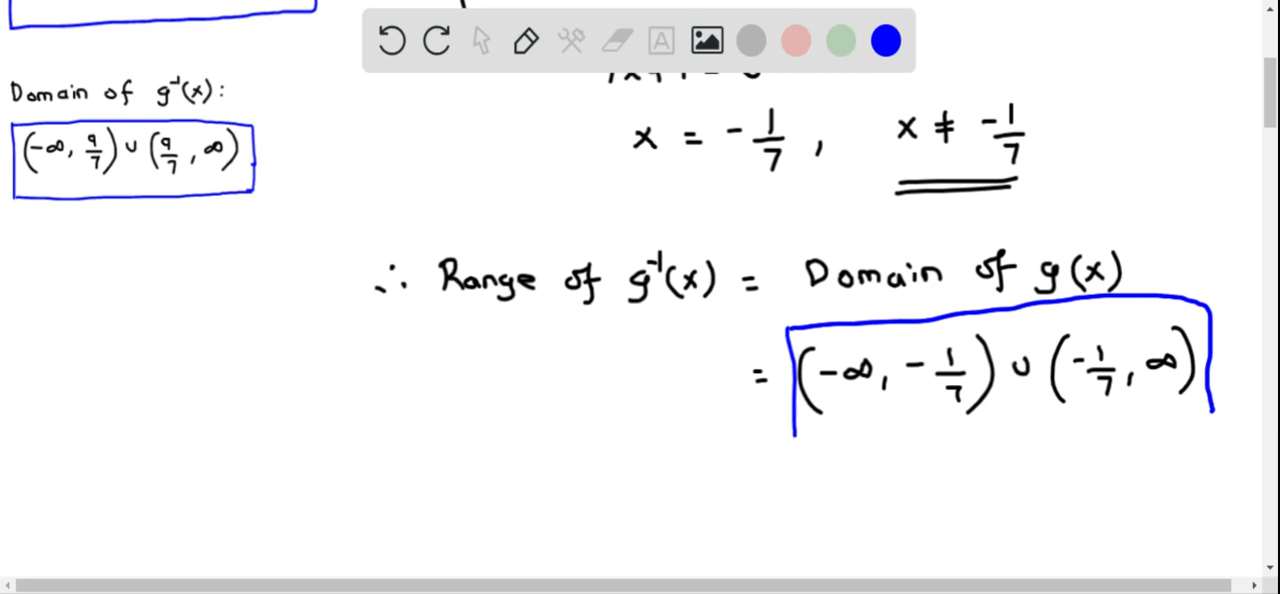 Domain of g⁻¹(x):
(-∞, 9/7) ∪ (9/7, ∞)
x = -1/7 , x ≠ -1/7
∴ Range of g⁻¹(x) = Domain of g(x)
= (-∞, -1/7) ∪ (-1/7, ∞)